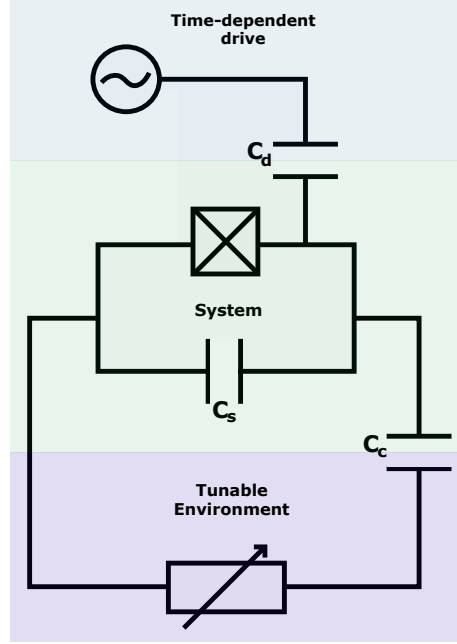 Time-dependent
drive
Cd
System
Cs
Cc
Tunable
Environment